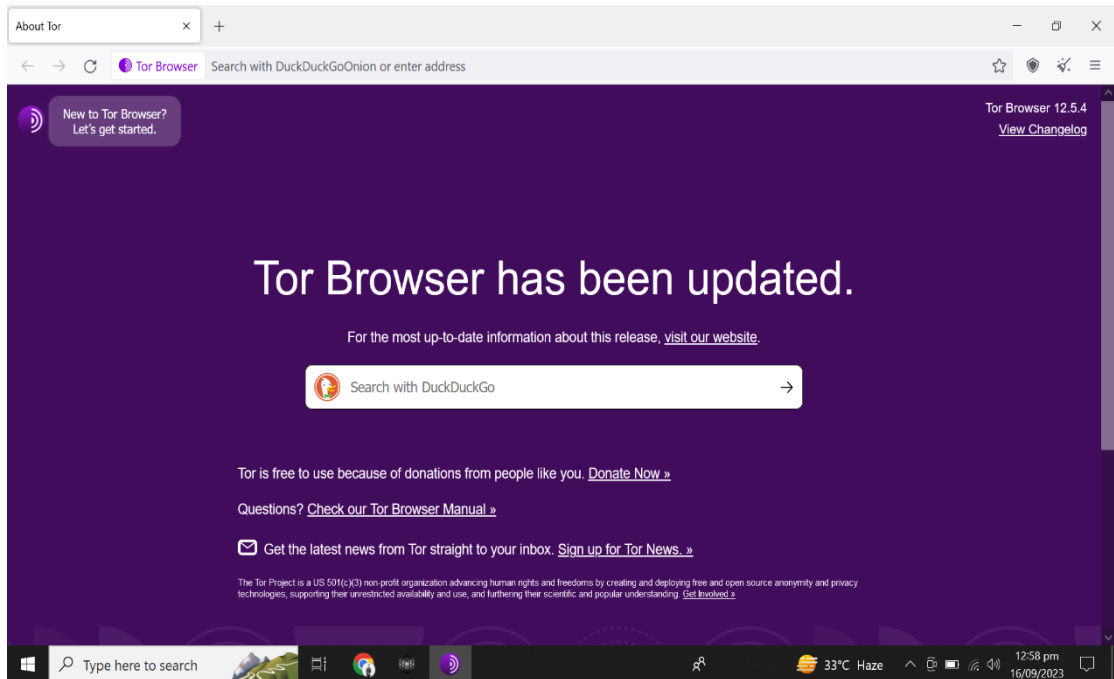 About Tor
Tor Browser Search with DuckDuckGoOnion or enter address
New to Tor Browser?
Let's get started.
Tor Browser 12.5.4
View Changelog
Tor Browser has been updated.
For the most up-to-date information about this release, visit our website.
Search with DuckDuckGo
Tor is free to use because of donations from people like you. Donate Now »
Questions? Check our Tor Browser Manual »
Get the latest news from Tor straight to your inbox. Sign up for Tor News. »
The Tor Project is a US 501(c)(3) non-profit organization advancing human rights and freedoms by creating and deploying free and open source anonymity and privacy
technologies, supporting their unrestricted availability and use, and furthering their scientific and popular understanding. Get Involved »
Type here to search
33°C Haze
12:58 pm
16/09/2023